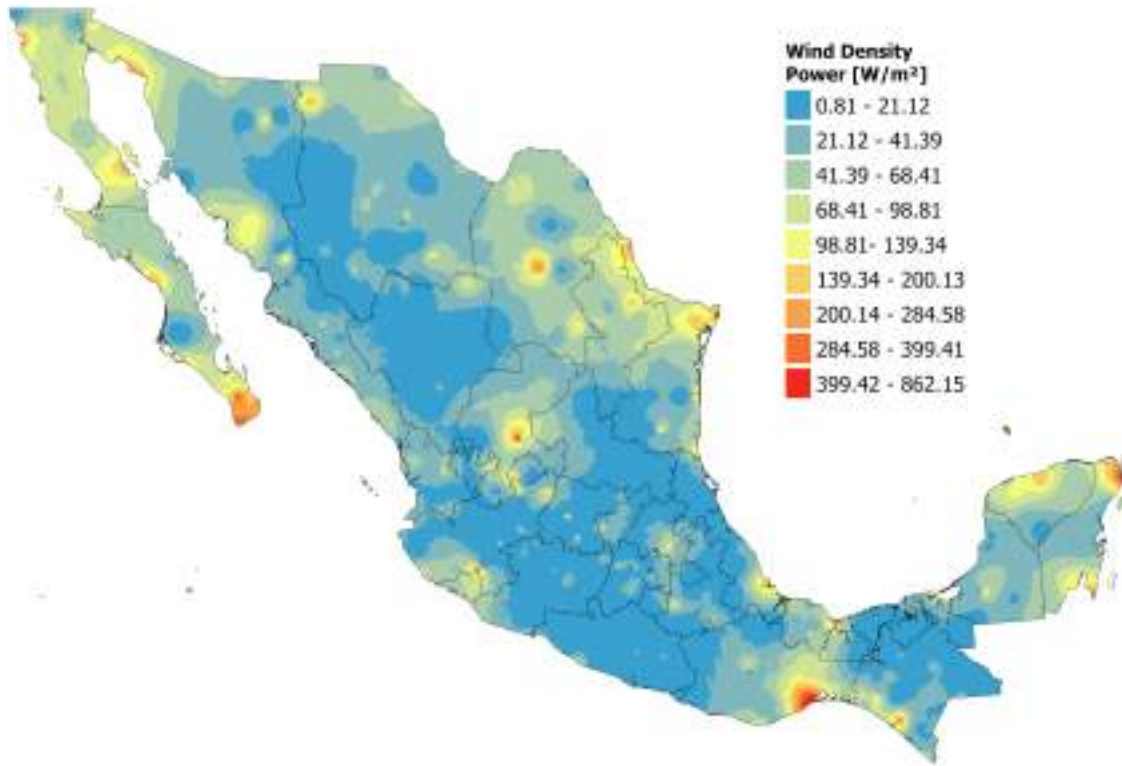 Wind Density
Power [W/m²]
0.81 - 21.12
21.12 - 41.39
41.39 - 68.41
68.41 - 98.81
98.81- 139.34
139.34 - 200.13
200.14 - 284.58
284.58 - 399.41
399.42 - 862.15